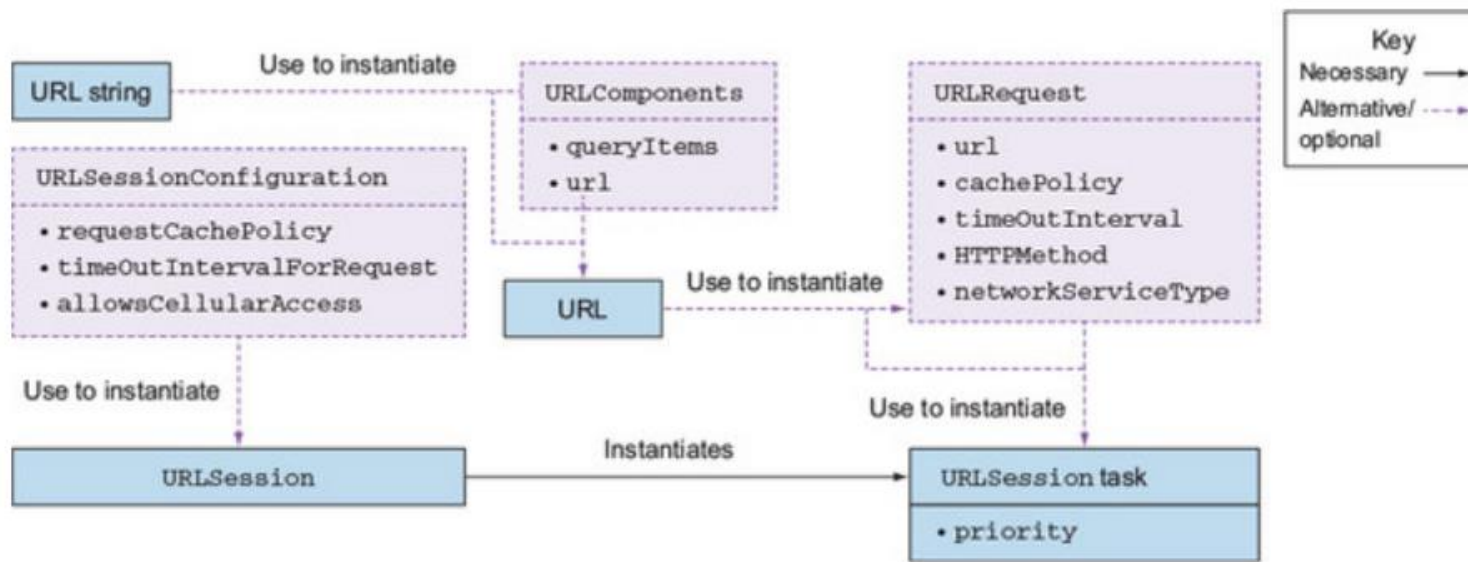 Use to instantiate
URL string
URLComponents
• queryItems
• url
URLRequest
• url
• cachePolicy
• timeOutInterval
• HTTPMethod
• networkServiceType
Key
Necessary
Alternative/
optional
URLSessionConfiguration
• requestCachePolicy
• timeOutIntervalForRequest
• allowsCellularAccess
URL
Use to instantiate
Use to instantiate
Use to instantiate
URLSession
Instantiates
URLSession task
• priority